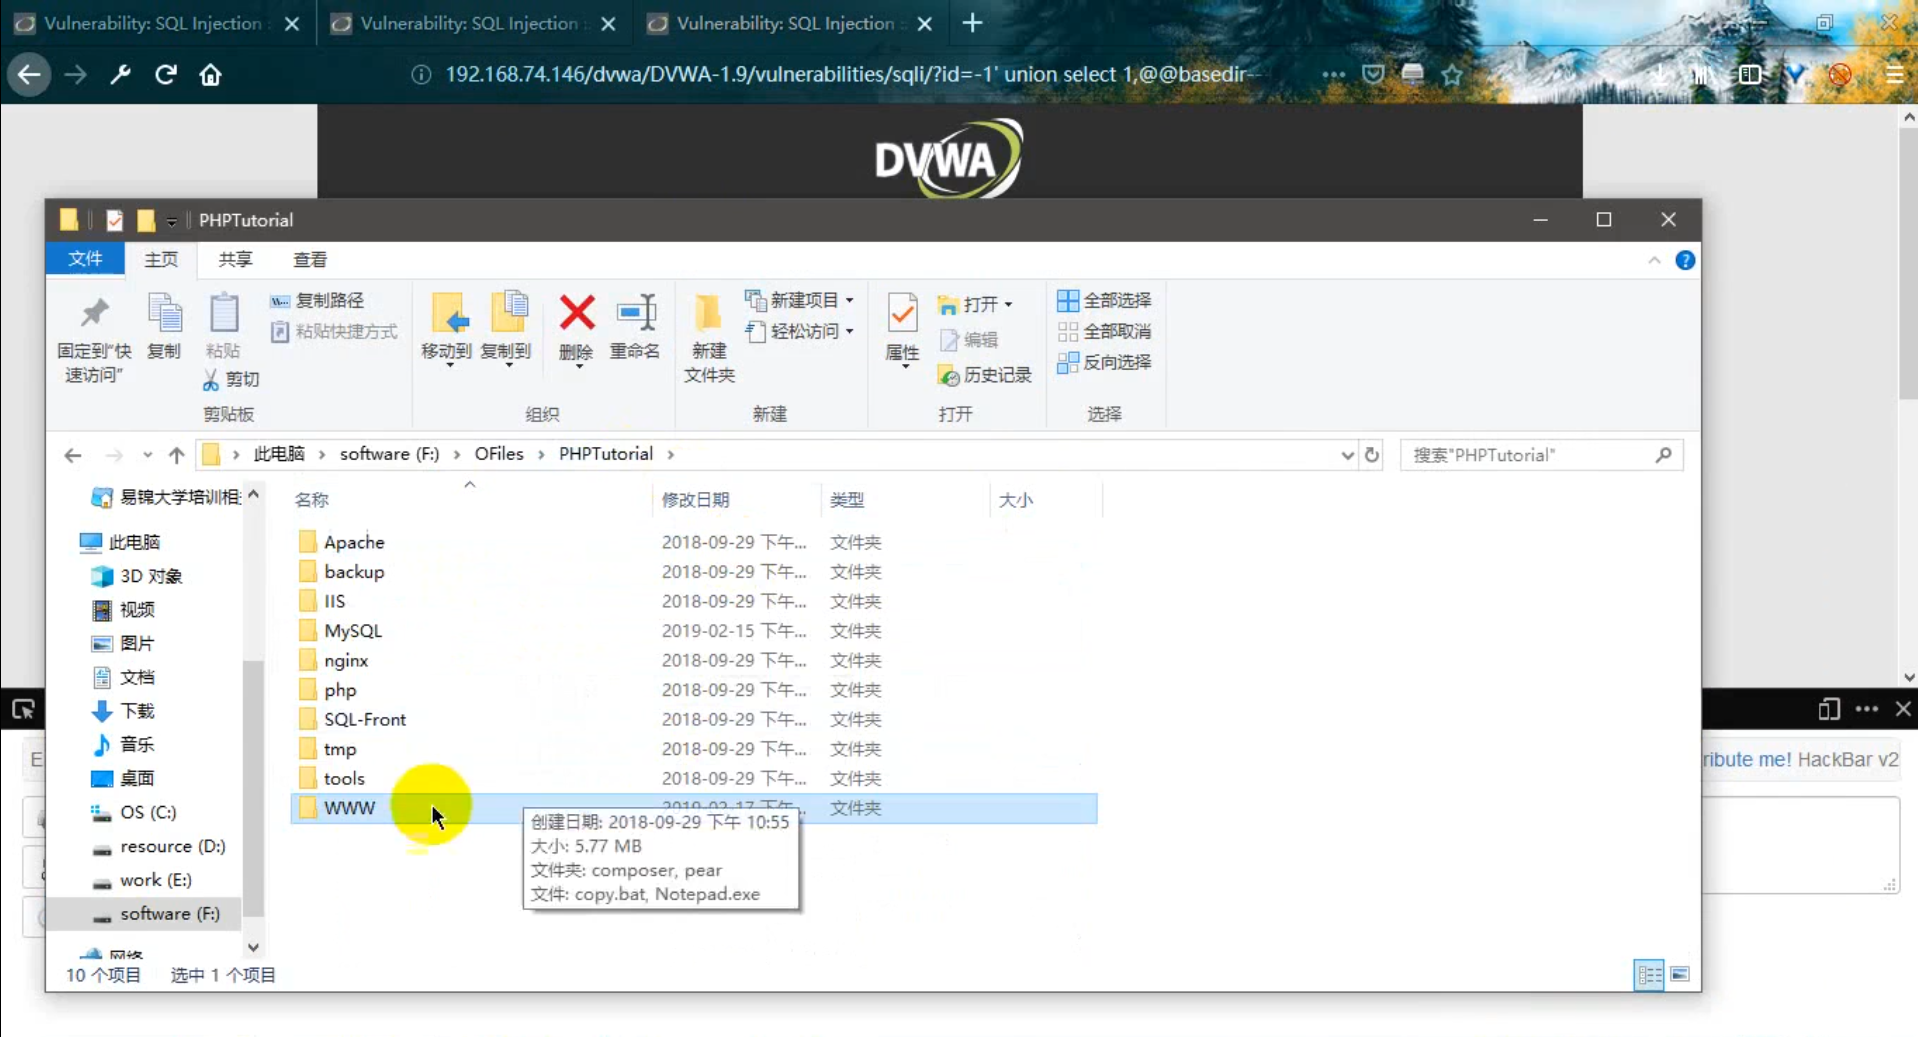 Vulnerability: SQL Injection :
Vulnerability: SQL Injection :
Vulnerability: SQL Injection :
192.168.74.146/dvwa/DVWA-1.9/vulnerabilities/sqli/?id=-1' union select 1,@@basedir--
DVWA
PHPTutorial
文件 主页 共享 查看
固定到"快速访问"
复制
粘贴
复制路径
粘贴快捷方式
剪切
剪贴板
移动到 复制到 删除 重命名
组织
新建文件夹
新建项目
轻松访问
新建
属性
打开
编辑
历史记录
打开
全部选择
全部取消
反向选择
选择
此电脑 > software (F:) > OFiles > PHPTutorial >
搜索"PHPTutorial"
易锦大学培训相
此电脑
3D 对象
视频
图片
文档
下载
音乐
桌面
OS (C:)
resource (D:)
work (E:)
software (F:)
网络
名称 修改日期 类型 大小
Apache 2018-09-29 下午... 文件夹
backup 2018-09-29 下午... 文件夹
IIS 2018-09-29 下午... 文件夹
MySQL 2019-02-15 下午... 文件夹
nginx 2018-09-29 下午... 文件夹
php 2018-09-29 下午... 文件夹
SQL-Front 2018-09-29 下午... 文件夹
tmp 2018-09-29 下午... 文件夹
tools 2018-09-29 下午... 文件夹
WWW 2019-02-17 下午... 文件夹
创建日期: 2018-09-29 下午 10:55
大小: 5.77 MB
文件夹: composer, pear
文件: copy.bat, Notepad.exe
10 个项目 选中 1 个项目
E
ribute me! HackBar v2